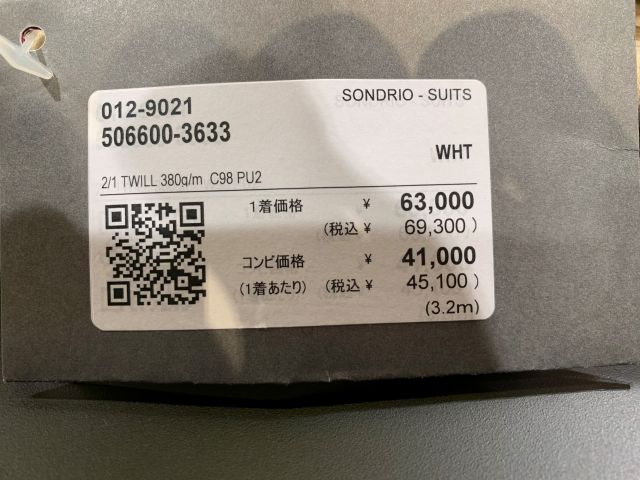 SONDRIO - SUITS
012-9021
506600-3633
WHT
2/1 TWILL 380g/m C98 PU2
1着価格 ¥ 63,000
(税込 ¥ 69,300 )
コンビ価格 ¥ 41,000
(1着あたり) (税込 ¥ 45,100 )
(3.2m)